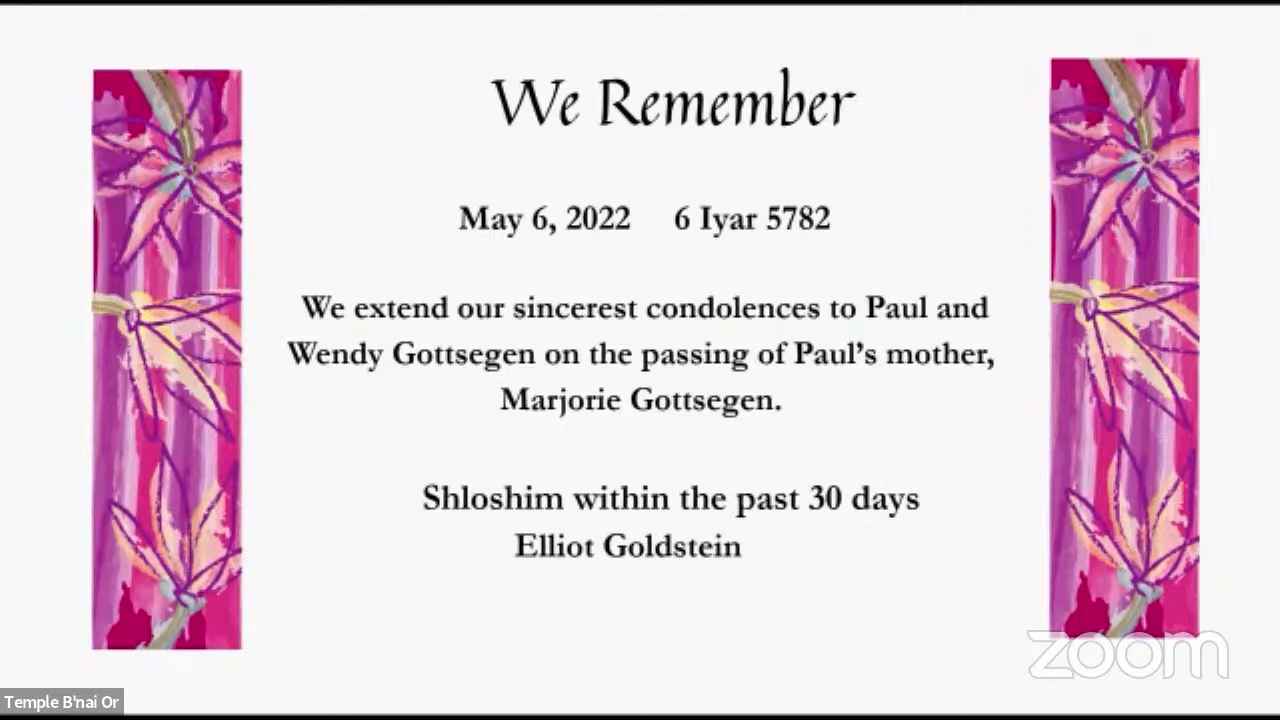 We Remember
May 6, 2022 6 Iyar 5782
We extend our sincerest condolences to Paul and
Wendy Gottsegen on the passing of Paul’s mother,
Marjorie Gottsegen.
Shloshim within the past 30 days
Elliot Goldstein
zoom
Temple B'nai Or